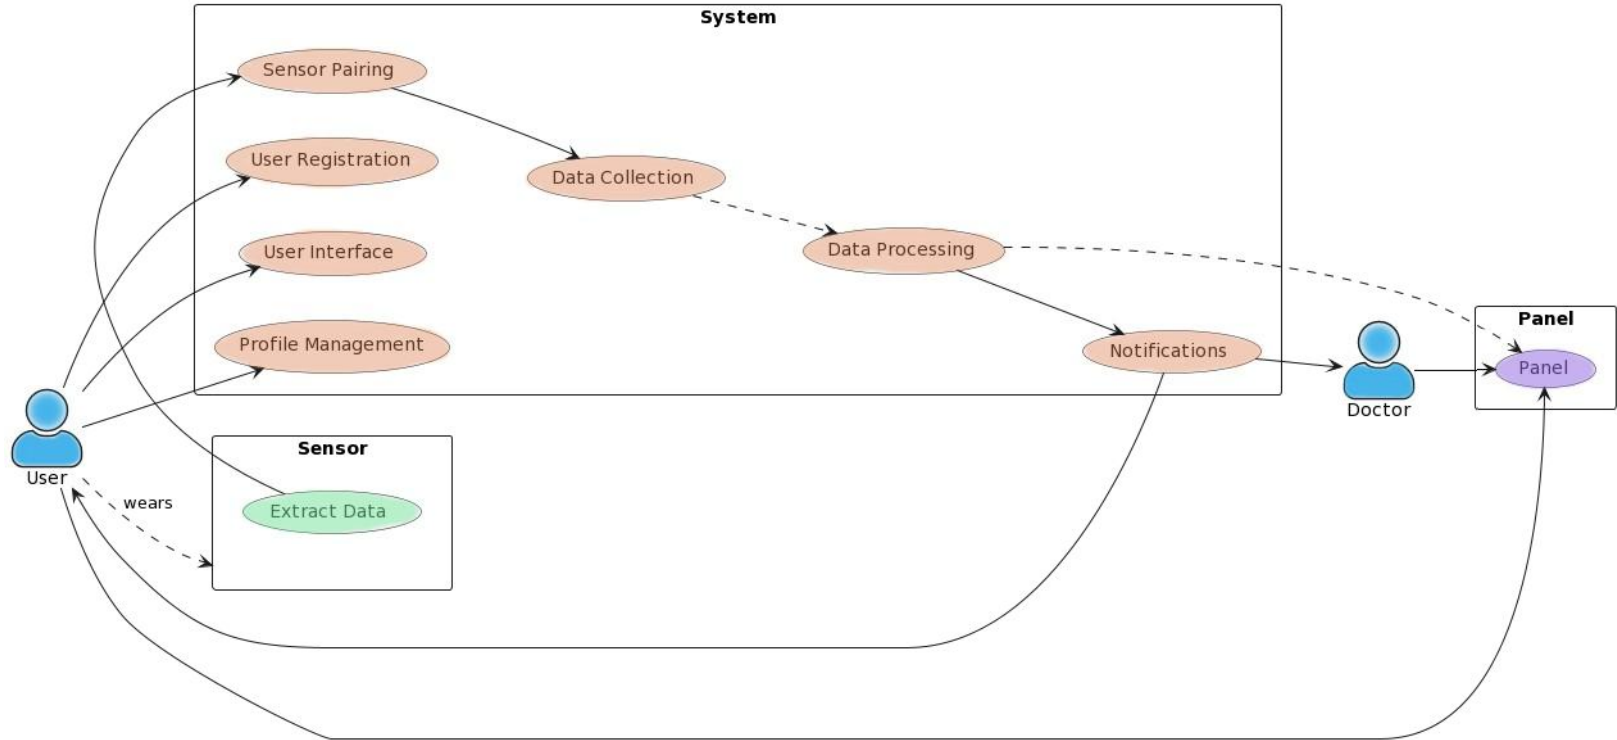 System
Sensor Pairing
User Registration
Data Collection
User Interface
Data Processing
Profile Management
Notifications
Panel
Panel
Doctor
User
Sensor
wears
Extract Data